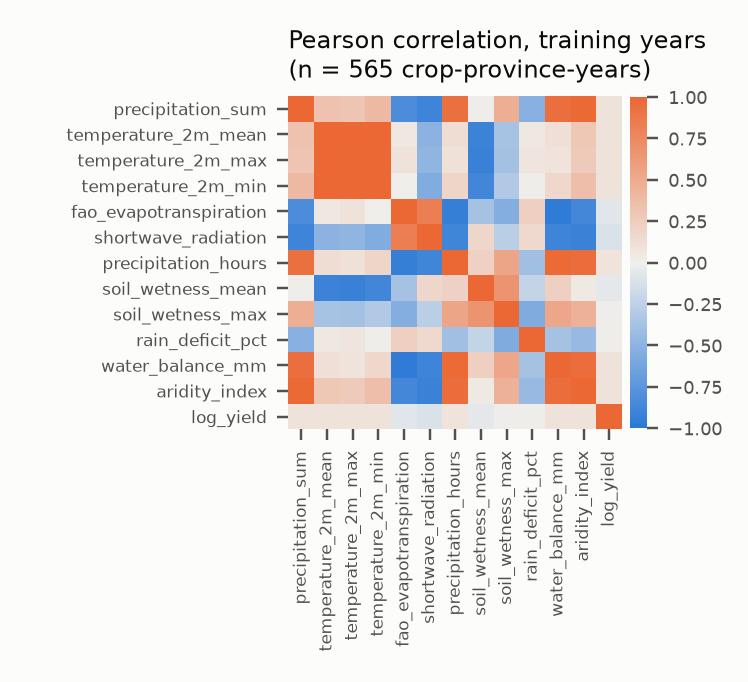 Pearson correlation, training years
(n = 565 crop-province-years)
precipitation_sum
temperature_2m_mean
temperature_2m_max
temperature_2m_min
fao_evapotranspiration
shortwave_radiation
precipitation_hours
soil_wetness_mean
soil_wetness_max
rain_deficit_pct
water_balance_mm
aridity_index
log_yield
1.00
0.75
0.50
0.25
0.00
−0.25
−0.50
−0.75
−1.00
precipitation_sum
temperature_2m_mean
temperature_2m_max
temperature_2m_min
fao_evapotranspiration
shortwave_radiation
precipitation_hours
soil_wetness_mean
soil_wetness_max
rain_deficit_pct
water_balance_mm
aridity_index
log_yield